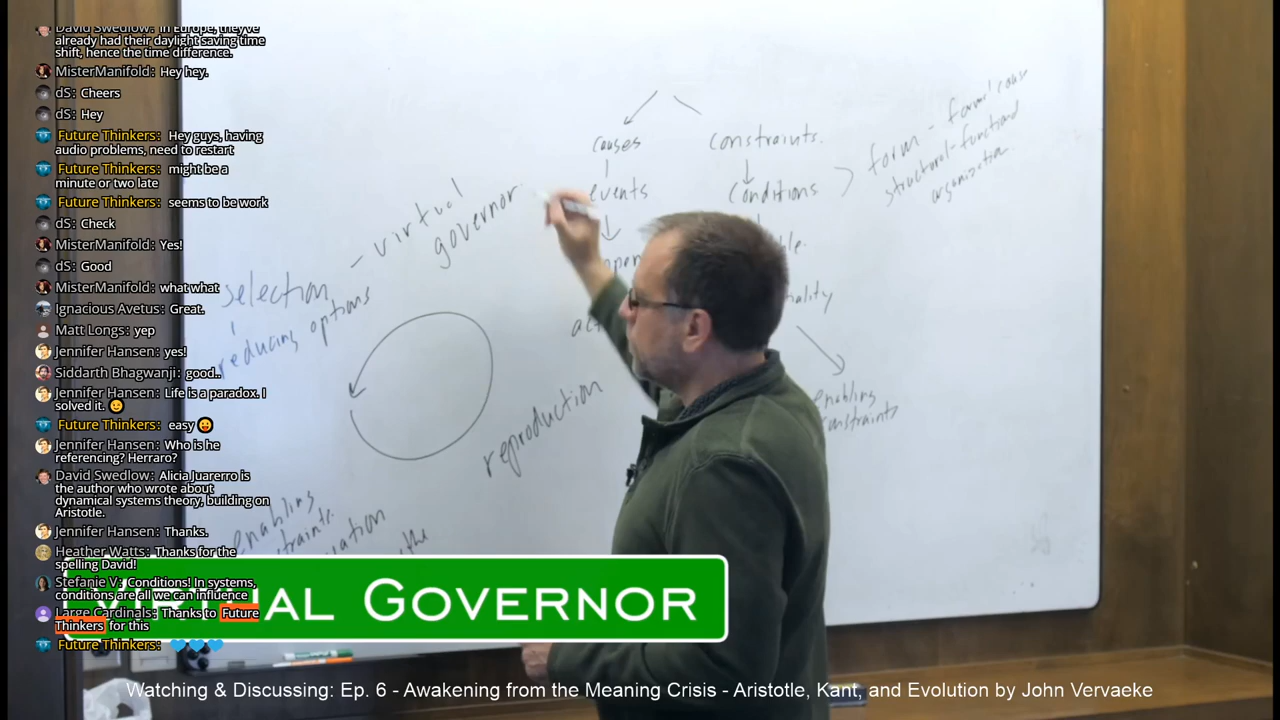 David Swedlow: In Europe, they've
already had their daylight saving time
shift, hence the time difference.
MisterManifold: Hey hey.
dS: Cheers
dS: Hey
Future Thinkers: Hey guys, having
audio problems, need to restart
Future Thinkers: might be a
minute or two late
Future Thinkers: seems to be work
dS: Check
MisterManifold: Yes!
dS: Good
MisterManifold: what what
Ignacious Avetus: Great.
Matt Longs: yep
Jennifer Hansen: yes!
Siddarth Bhagwanji: good..
Jennifer Hansen: Life is a paradox. I
solved it. 😉
Future Thinkers: easy 😛
Jennifer Hansen: Who is he
referencing? Herraro?
David Swedlow: Alicia Juarerro is
the author who wrote about
dynamical systems theory, building on
Aristotle.
Jennifer Hansen: Thanks.
Heather Watts: Thanks for the
spelling David!
Stefanie V: Conditions! In systems,
conditions are all we can influence
Large Cardinals: Thanks to Future
Thinkers for this
Future Thinkers: 💙💙💙
causes
events
constraints.
conditions
form - formal cause
structural-functional
organization.
enabling
constraints
selection - virtual
governor
reducing options
reproduction
enabling
the
VIRTUAL GOVERNOR
Watching & Discussing: Ep. 6 - Awakening from the Meaning Crisis - Aristotle, Kant, and Evolution by John Vervaeke